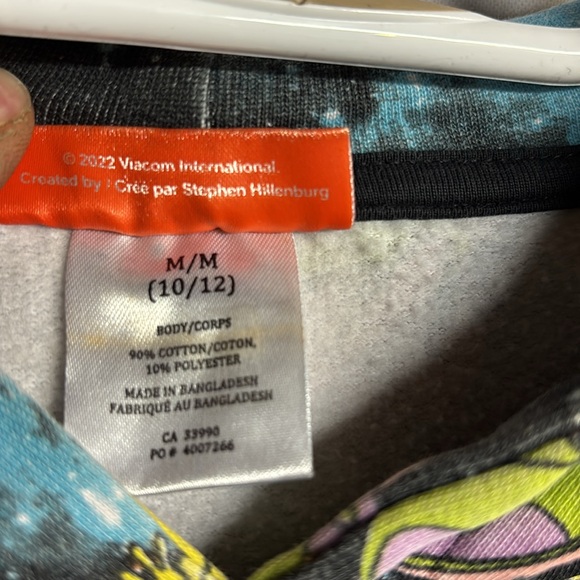 © 2022 Viacom International.
Created by : Créé par Stephen Hillenburg
M/M
(10/12)
BODY/CORPS
90% COTTON/COTON,
10% POLYESTER
MADE IN BANGLADESH
FABRIQUÉ AU BANGLADESH
CA 33990
PO # 4007266